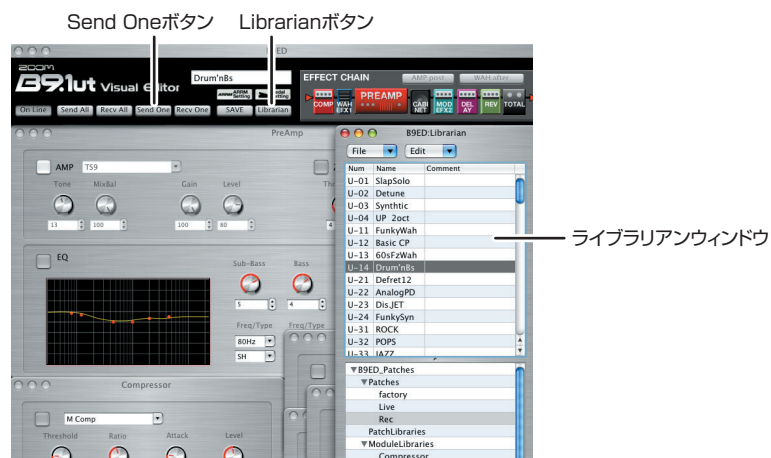 Send Oneボタン Librarianボタン
ED
ZOOM
B9.1ut Visual Editor
Drum'nBs
ARRM Setting
Pedal Setting
EFFECT CHAIN
AMP post
WAH after
COMP
WAH EFX1
PREAMP
CABI NET
MOD EFX2
DEL AY
REV
TOTAL
On Line
Send All
Recv All
Send One
Recv One
SAVE
Librarian
PreAmp
AMP
TS9
Tone
MixBal
Gain
Level
13
100
100
80
4
EQ
Sub-Bass
Bass
5
4
Freq/Type
Freq/Type
80Hz
SH
Compressor
M Comp
Threshold
Ratio
Attack
Level
B9ED:Librarian
File
Edit
Num Name Comment
U-01 SlapSolo
U-02 Detune
U-03 Synthtic
U-04 UP 2oct
U-11 FunkyWah
U-12 Basic CP
U-13 60sFzWah
U-14 Drum'nBs
U-21 Defret12
U-22 AnalogPD
U-23 Dis.JET
U-24 FunkySyn
U-31 ROCK
U-32 POPS
U-33 JAZZ
B9ED_Patches
Patches
factory
Live
Rec
PatchLibraries
ModuleLibraries
Compressor
ライブラリアンウィンドウ